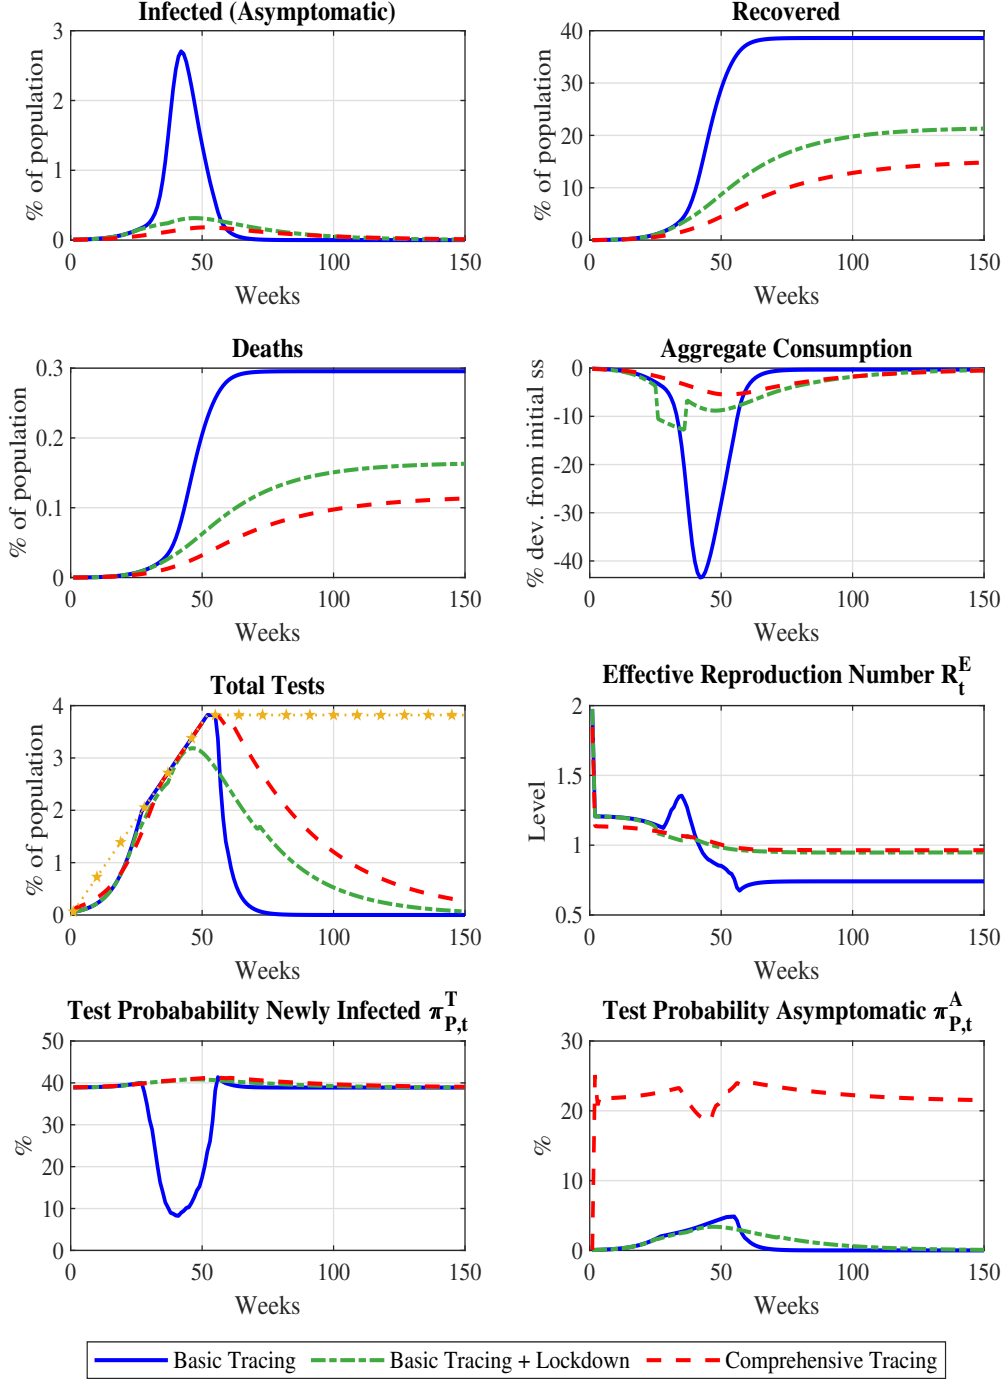 Infected (Asymptomatic)
% of population
3
2
1
0
0 50 100 150
Weeks
Recovered
% of population
40
30
20
10
0
0 50 100 150
Weeks
Deaths
% of population
0.3
0.2
0.1
0
0 50 100 150
Weeks
Aggregate Consumption
% dev. from initial ss
0
-10
-20
-30
-40
0 50 100 150
Weeks
Total Tests
% of population
4
3
2
1
0
0 50 100 150
Weeks
Effective Reproduction Number R_t^E
Level
2
1.5
1
0.5
0 50 100 150
Weeks
Test Probabability Newly Infected π_{P,t}^T
%
50
40
30
20
10
0
0 50 100 150
Weeks
Test Probability Asymptomatic π_{P,t}^A
%
30
20
10
0
0 50 100 150
Weeks
Basic Tracing Basic Tracing + Lockdown Comprehensive Tracing